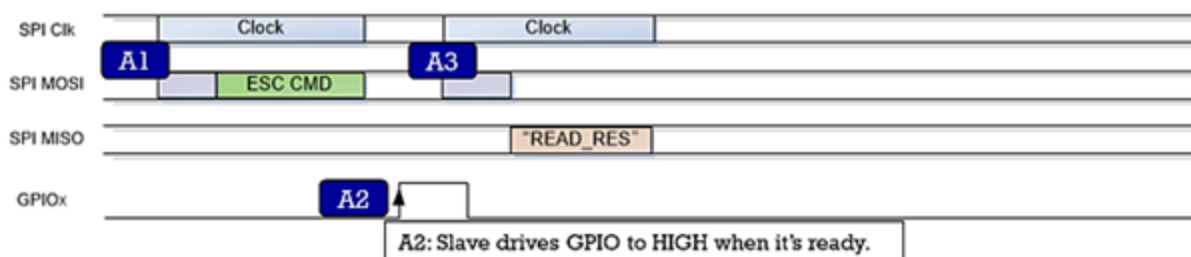 SPI Clk
Clock
Clock
A1
A3
SPI MOSI
ESC CMD
SPI MISO
"READ_RES"
GPIOx
A2
A2: Slave drives GPIO to HIGH when it's ready.